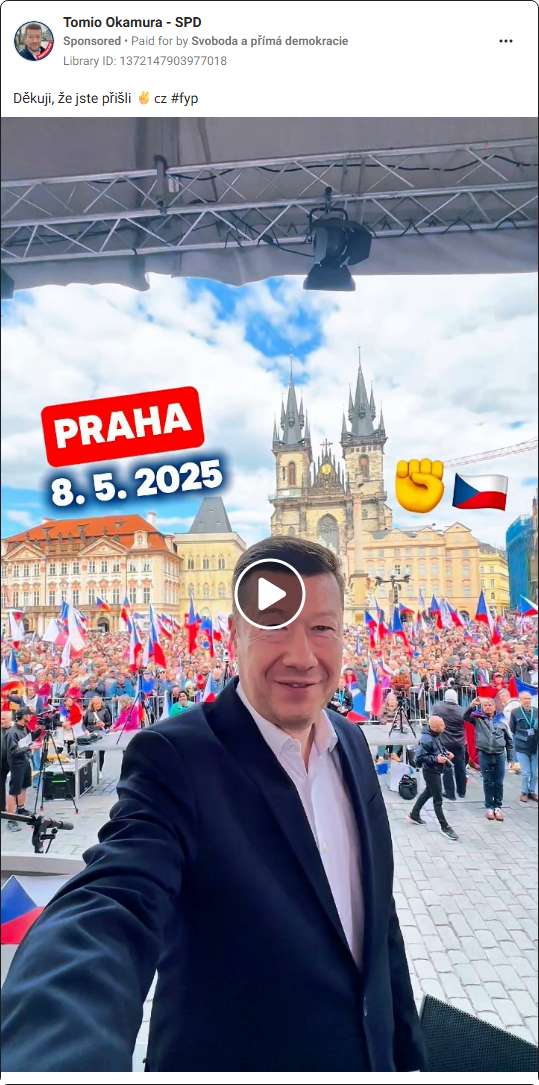 Tomio Okamura - SPD
Sponsored • Paid for by Svoboda a přímá demokracie
Library ID: 1372147903977018
Děkuji, že jste přišli ✌️ cz #fyp
PRAHA
8. 5. 2025